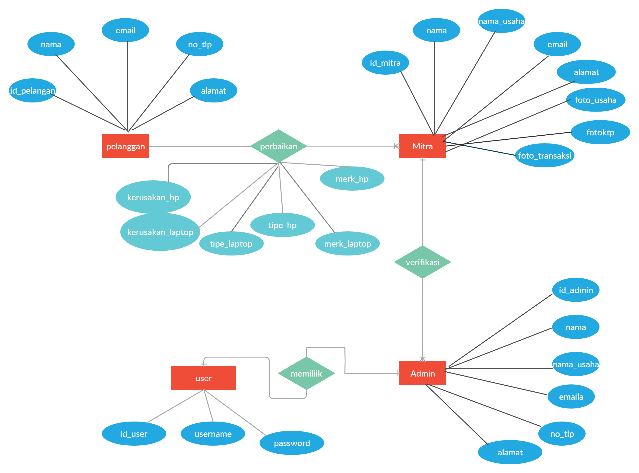 nama
email
no_tlp
id_pelangan
alamat
pelanggan
perbaikan
kerusakan_hp
kerusakan_laptop
tipe_laptop
tipe_hp
merk_hp
merk_laptop
nama_usaha
nama
email
id_mitra
alamat
foto_usaha
fotoktp
foto_transaksi
Mitra
verifikasi
id_admin
nama
nama_usaha
emaila
no_tlp
alamat
Admin
memiliik
user
id_user
username
password